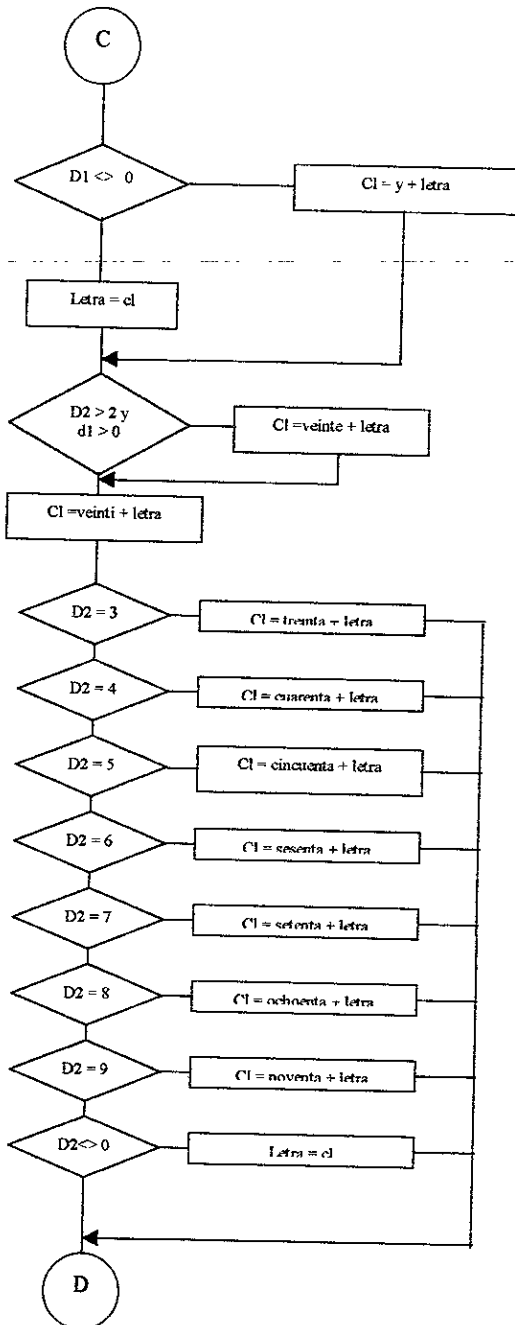 C
D1 <> 0
Cl = y + letra
Letra = cl
D2 > 2 y
d1 > 0
Cl =veinte + letra
Cl =veinti + letra
D2 = 3
Cl = treinta + letra
D2 = 4
Cl = cuarenta + letra
D2 = 5
Cl = cincuenta + letra
D2 = 6
Cl = sesenta + letra
D2 = 7
Cl = setenta + letra
D2 = 8
Cl = ochoenta + letra
D2 = 9
Cl = noventa + letra
D2<> 0
Letra = cl
D